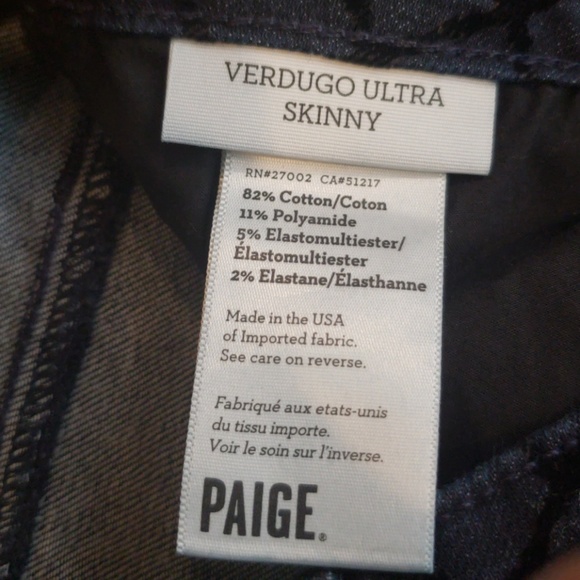 VERDUGO ULTRA
SKINNY
RN#27002 CA#51217
82% Cotton/Coton
11% Polyamide
5% Elastomultiester/
Élastomultiester
2% Elastane/Élasthanne
Made in the USA
of Imported fabric.
See care on reverse.
Fabriqué aux etats-unis
du tissu importe.
Voir le soin sur l'inverse.
PAIGE®